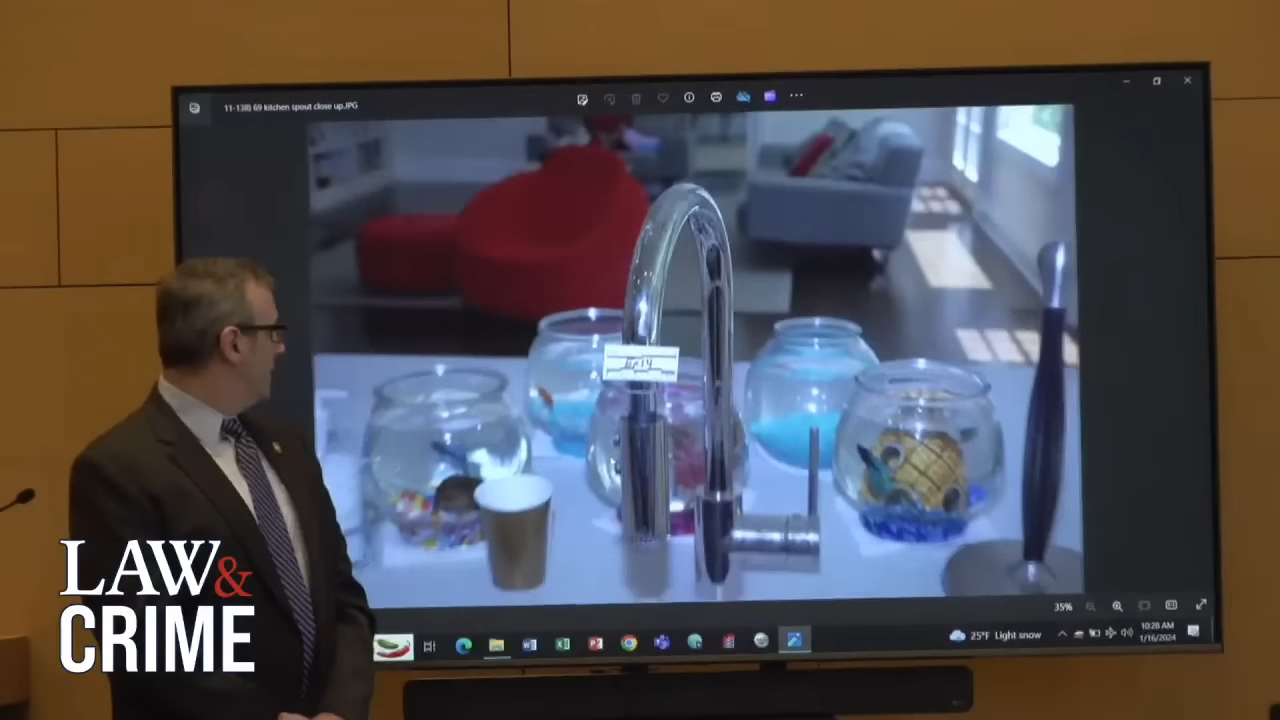 11-138) 69 kitchen spout close up.JPG
LAW&
CRIME
35%
25°F Light snow
10:28 AM
1/16/2024